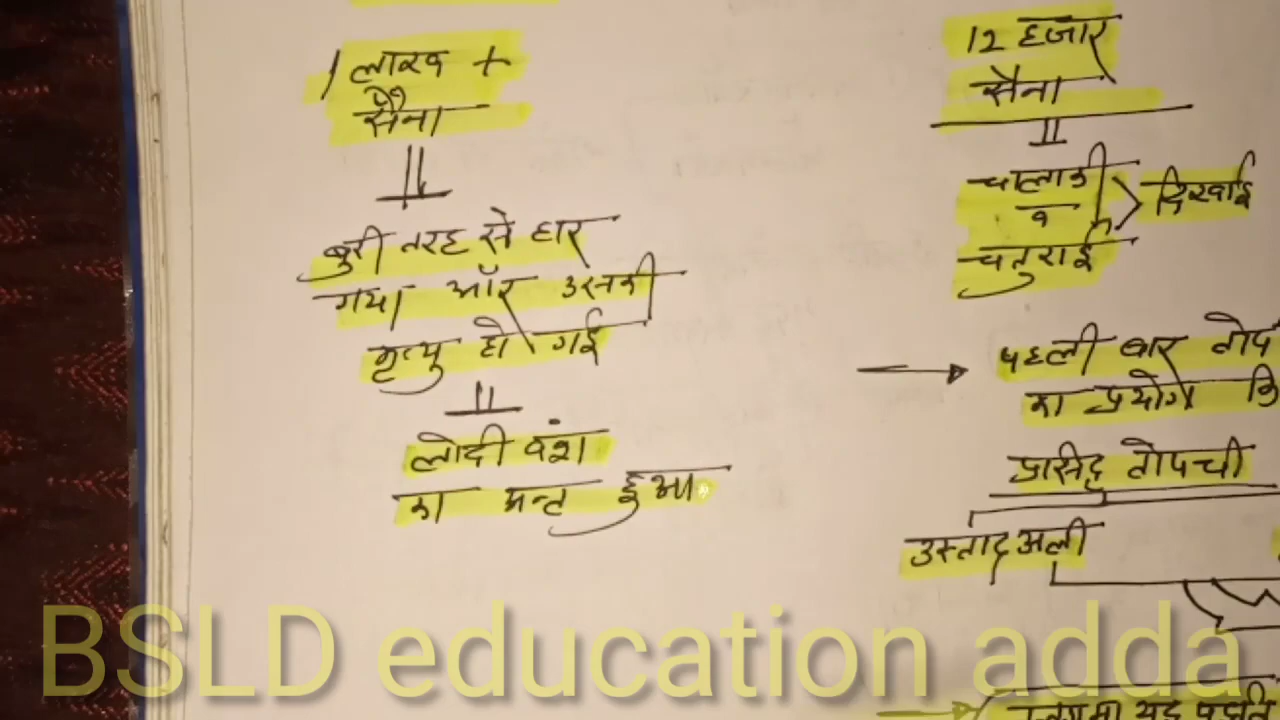 1 लाख +
सैना
बुरी तरह से हार
गया और उसकी
मृत्यु हो गई
लोदी वंश
का अन्त हुआ
12 हजार
सैना
चालाकी
व
चतुराई
दिखाई
पहली बार तोप
का प्रयोग कि
प्रसिद्ध तोपची
उस्ताद अली
BSLD education adda